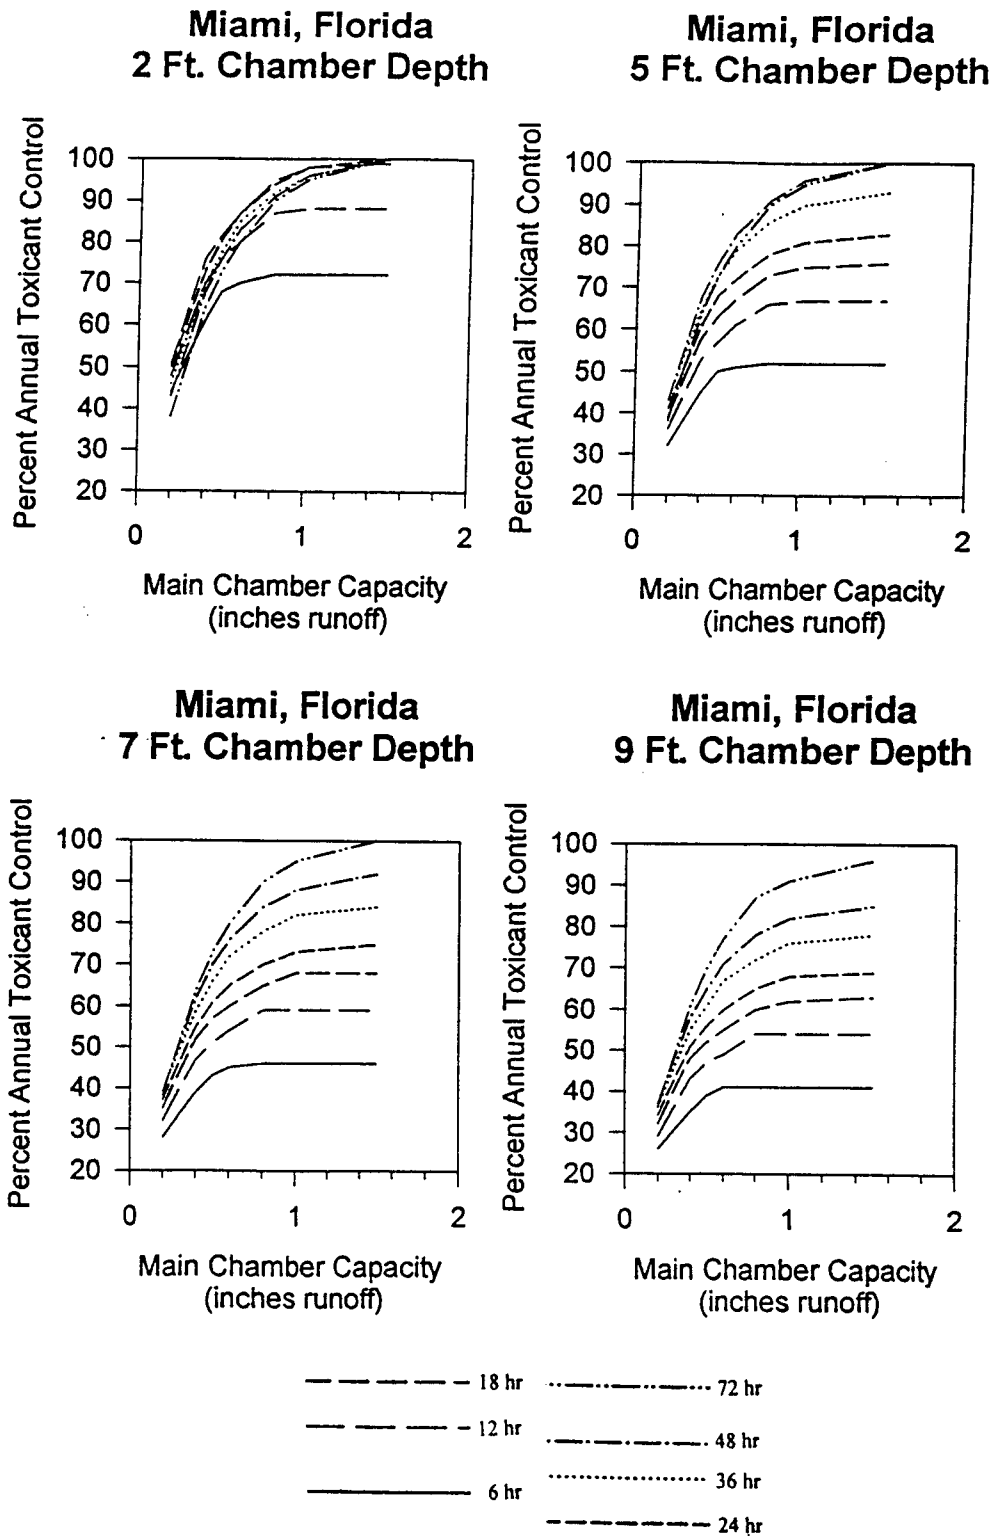 Miami, Florida
2 Ft. Chamber Depth
Percent Annual Toxicant Control
100
90
80
70
60
50
40
30
20
0
1
2
Main Chamber Capacity
(inches runoff)
Miami, Florida
5 Ft. Chamber Depth
Percent Annual Toxicant Control
100
90
80
70
60
50
40
30
20
0
1
2
Main Chamber Capacity
(inches runoff)
Miami, Florida
7 Ft. Chamber Depth
Percent Annual Toxicant Control
100
90
80
70
60
50
40
30
20
0
1
2
Main Chamber Capacity
(inches runoff)
Miami, Florida
9 Ft. Chamber Depth
Percent Annual Toxicant Control
100
90
80
70
60
50
40
30
20
0
1
2
Main Chamber Capacity
(inches runoff)
18 hr
12 hr
6 hr
72 hr
48 hr
36 hr
24 hr